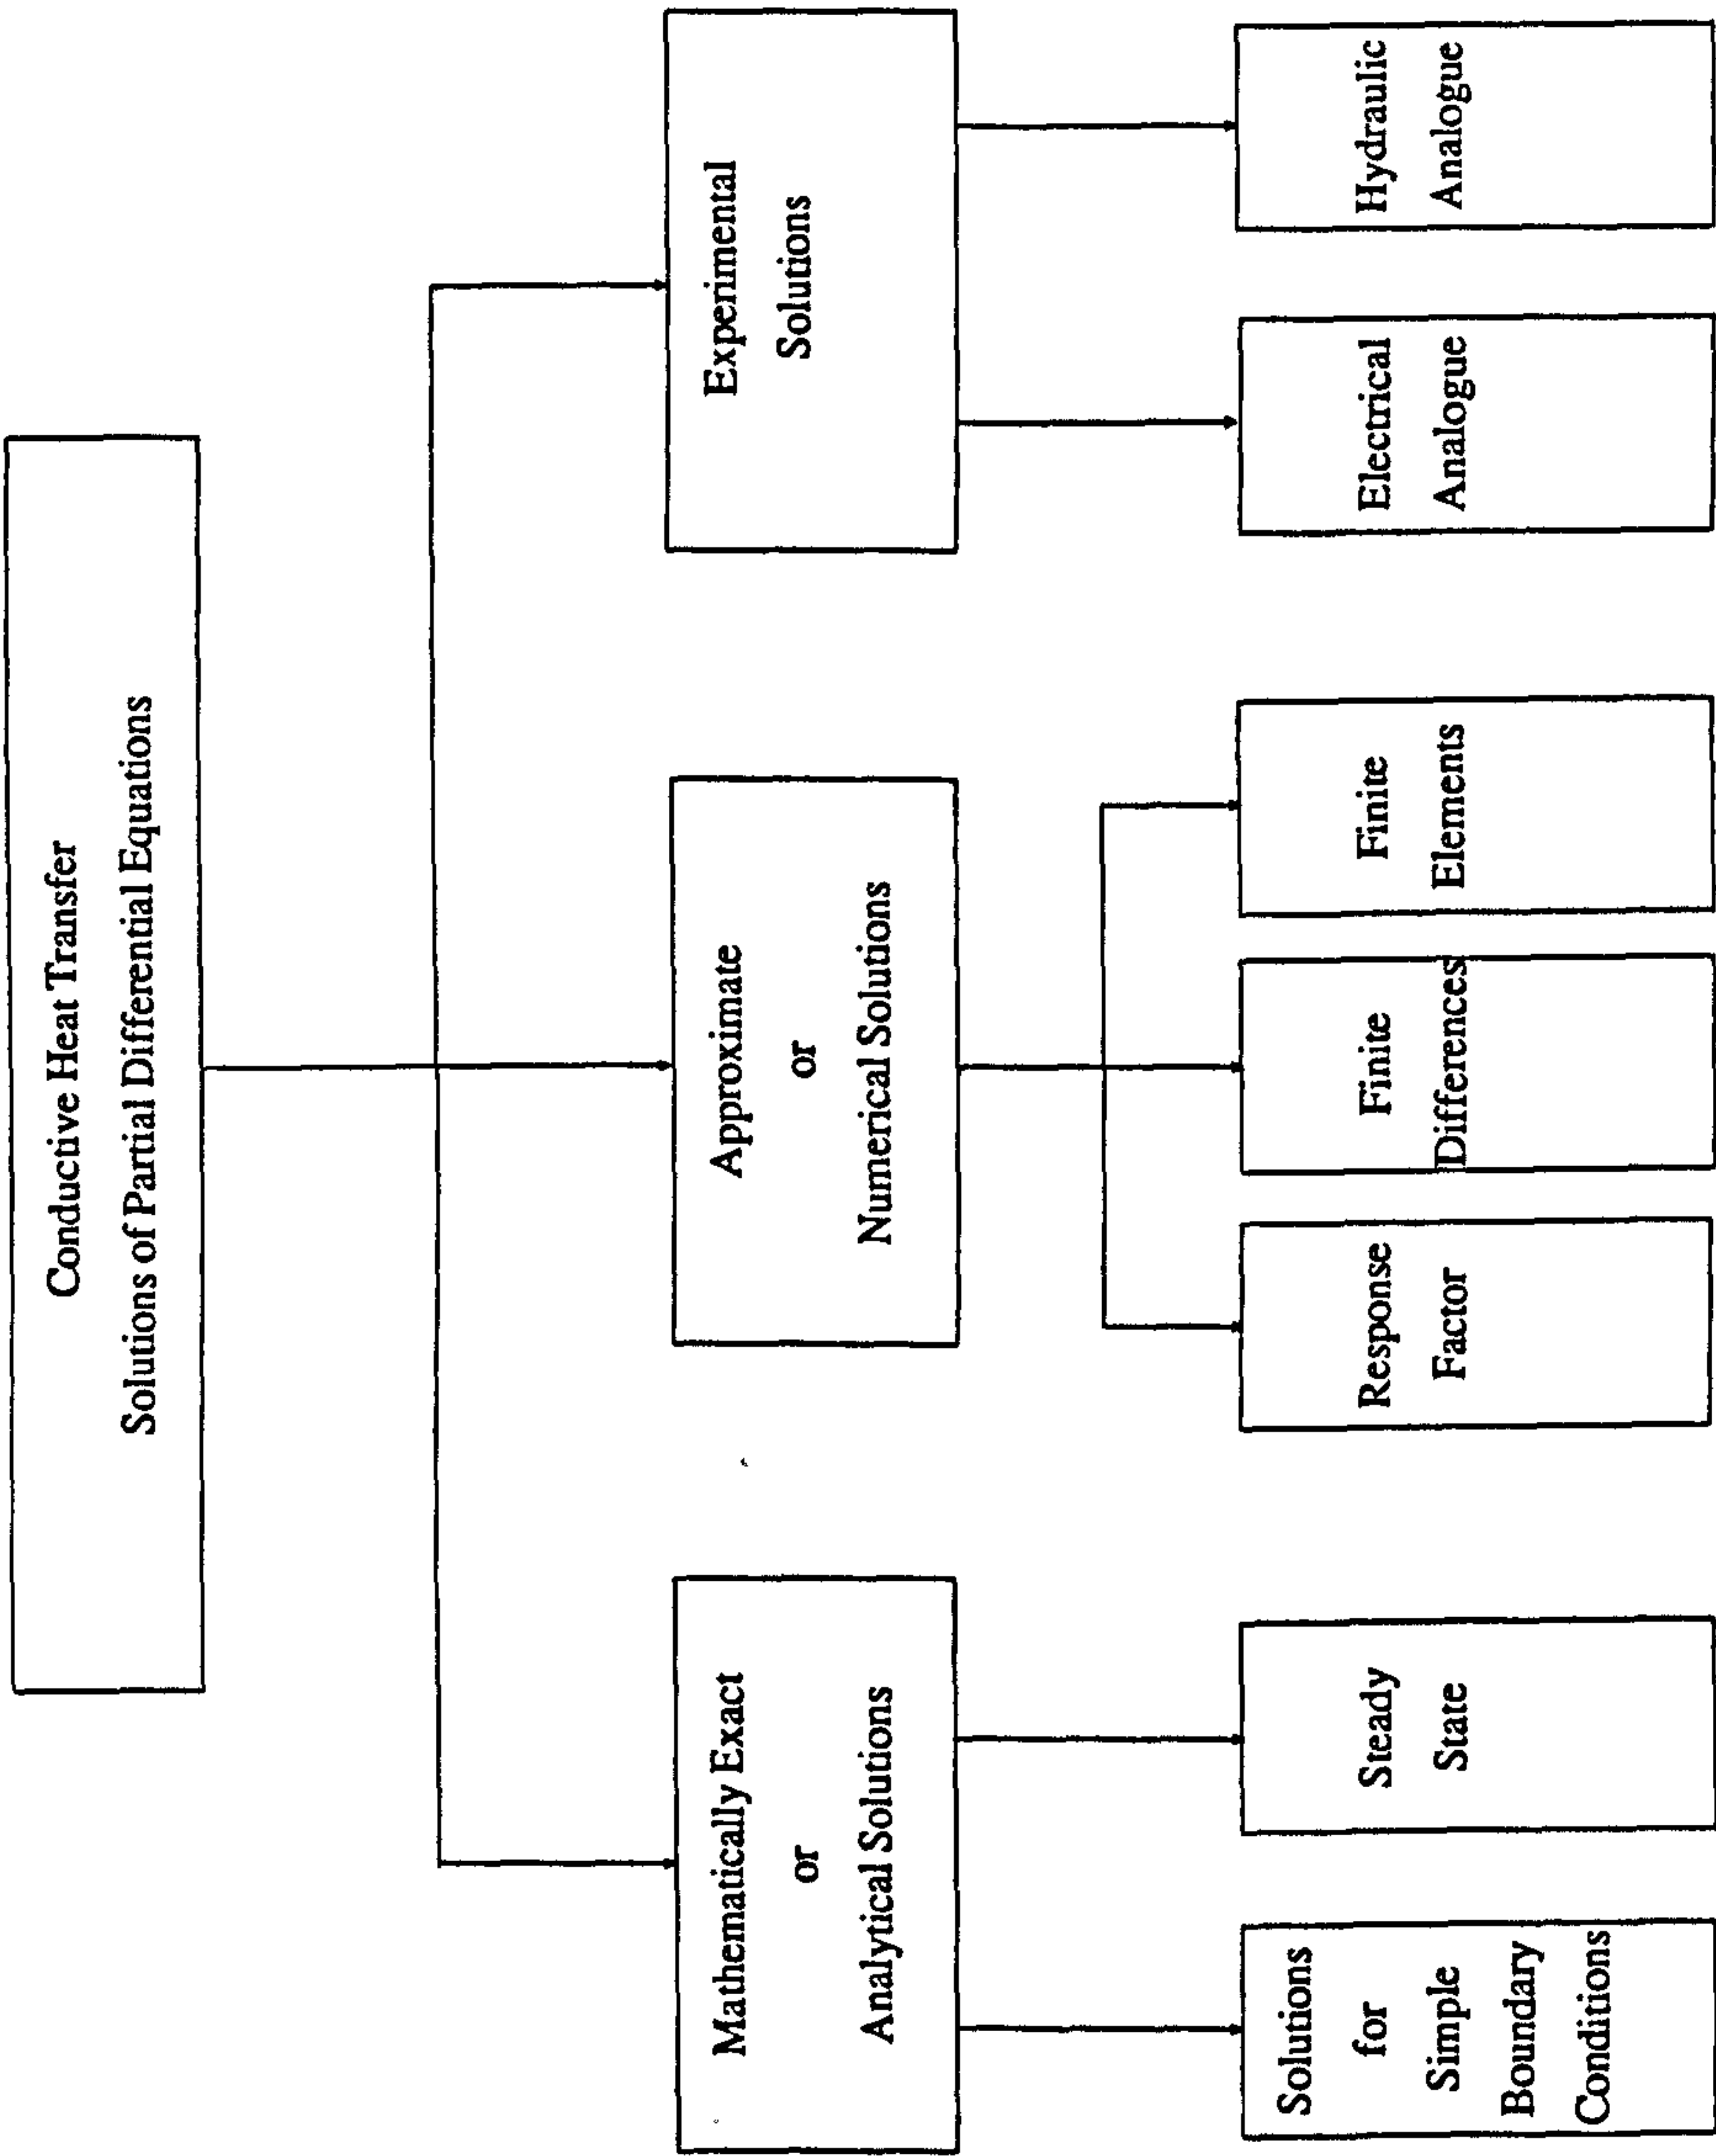 Conductive Heat Transfer
Solutions of Partial Differential Equations
Mathematically Exact
or
Analytical Solutions
Approximate
or
Numerical Solutions
Experimental
Solutions
Solutions
for
Simple
Boundary
Conditions
Steady
State
Response
Factor
Finite
Differences
Finite
Elements
Electrical
Analogue
Hydraulic
Analogue